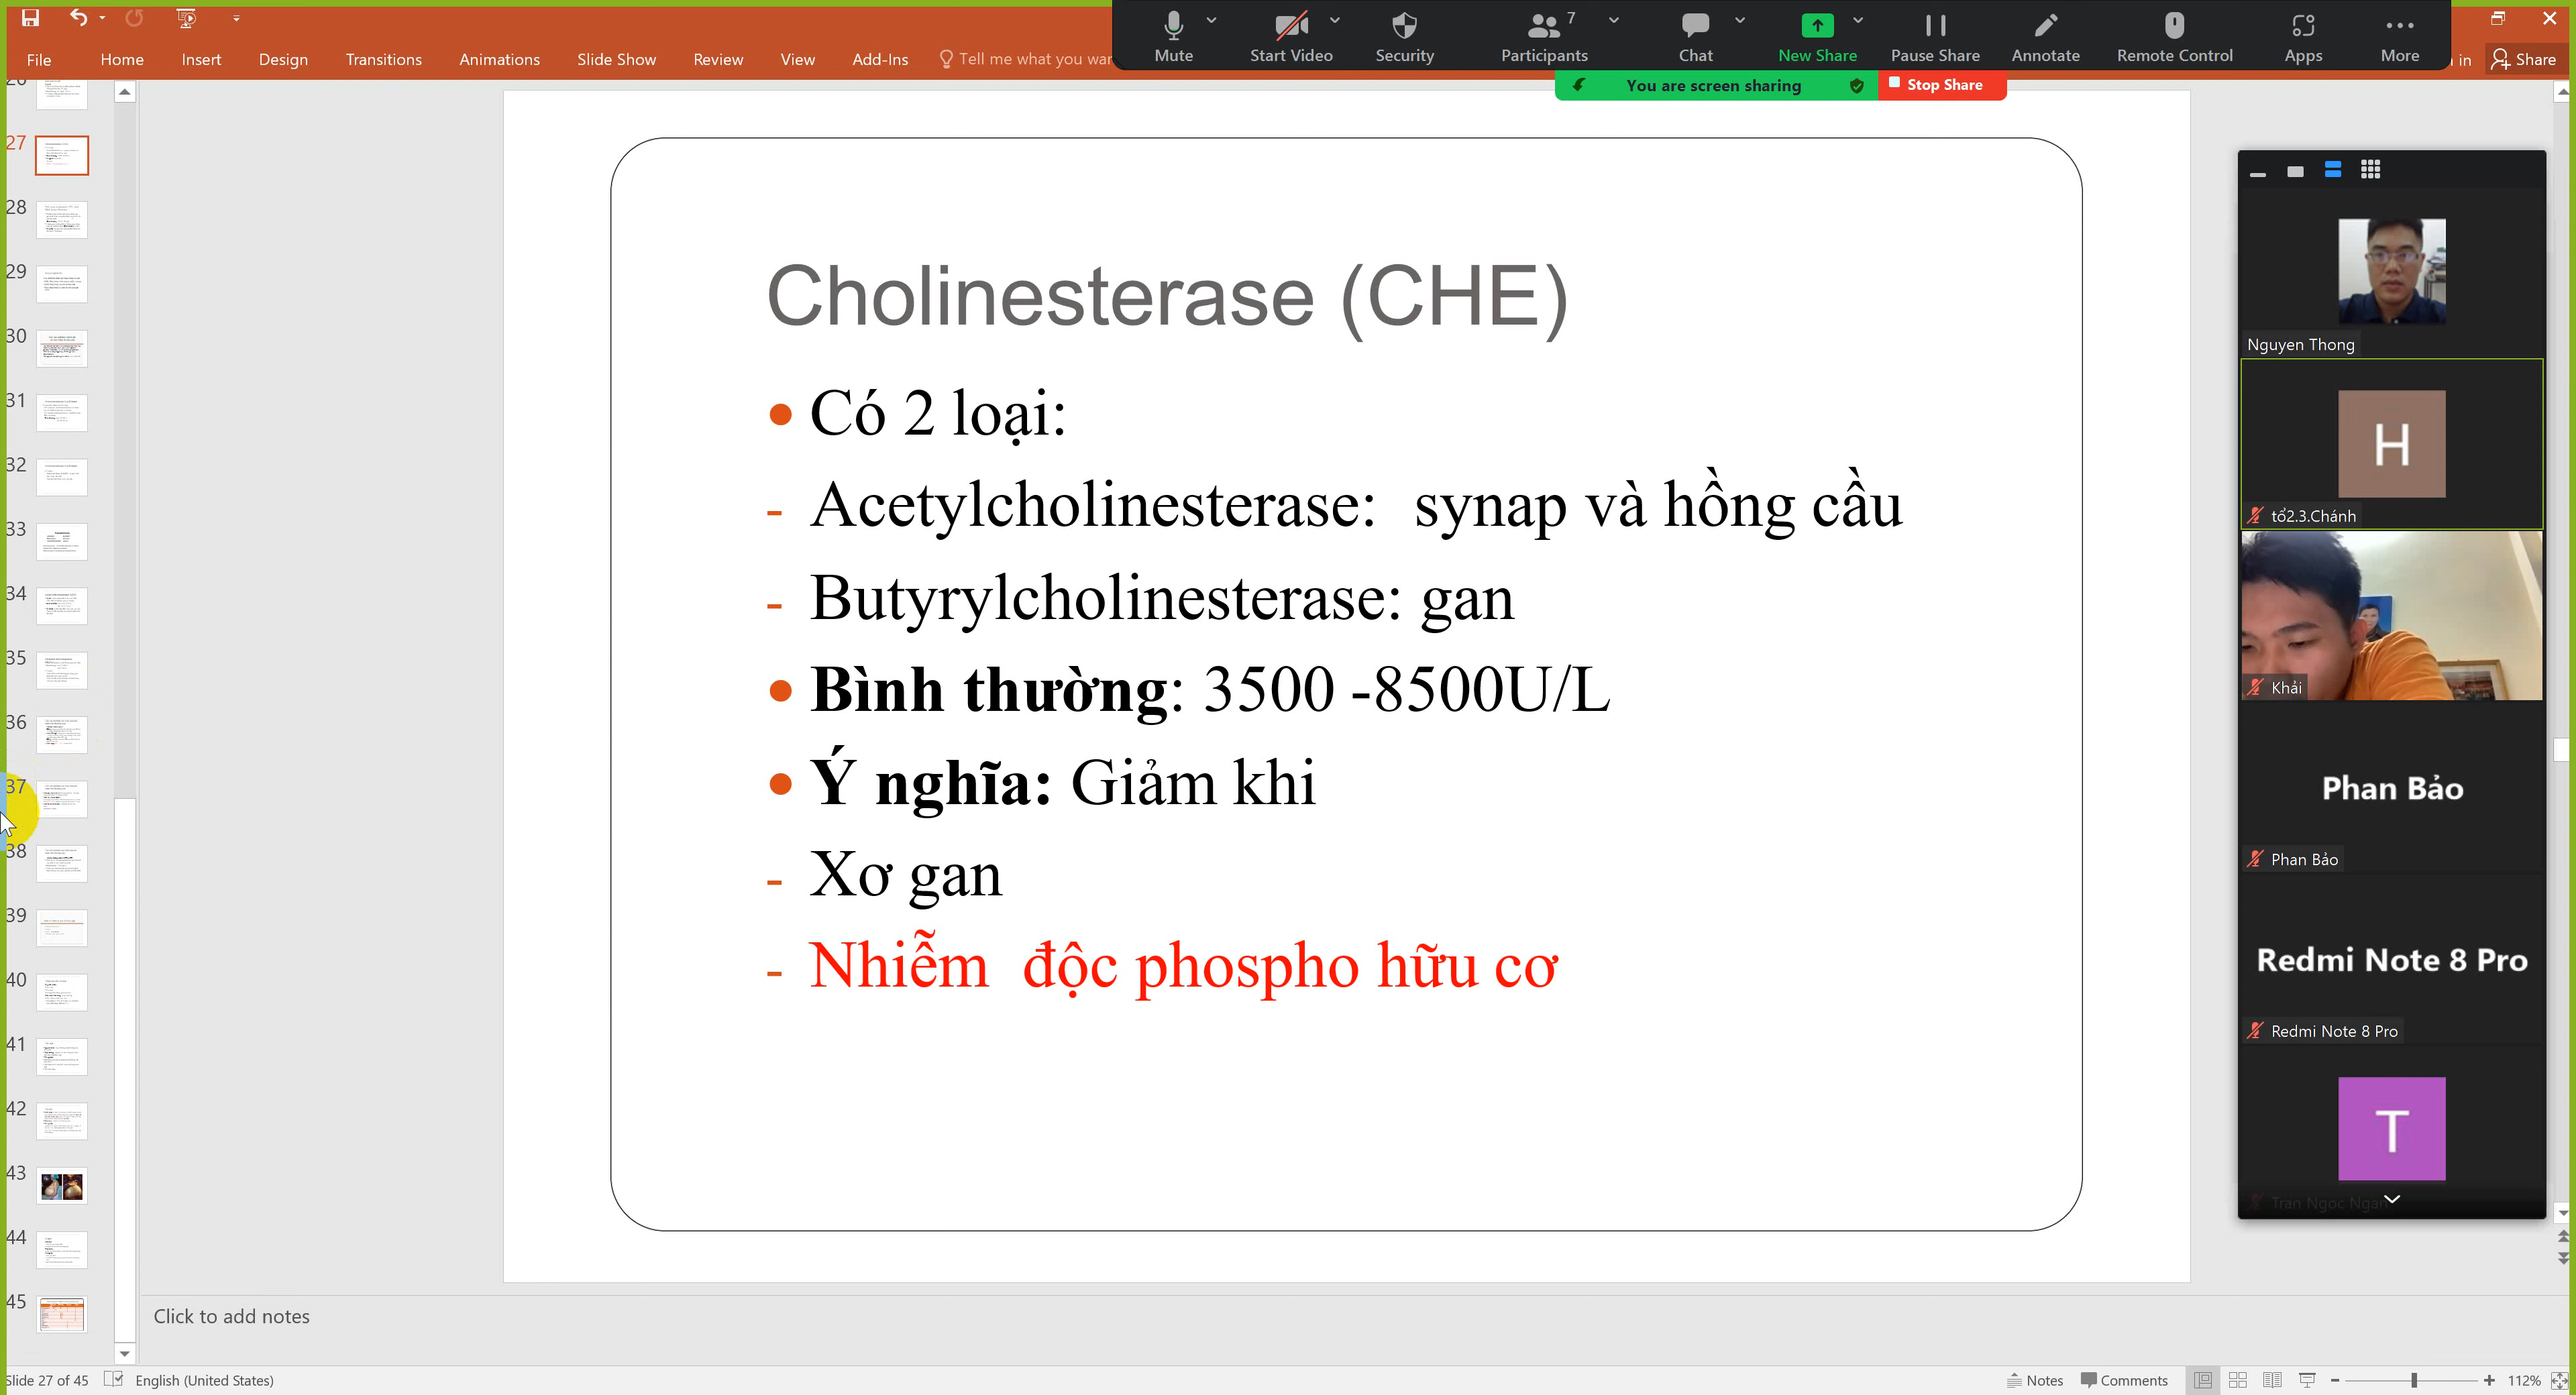 File Home Insert Design Transitions Animations Slide Show Review View Add-Ins Tell me what you
Mute Start Video Security Participants 7 Chat New Share Pause Share Annotate Remote Control Apps More
in Share
You are screen sharing Stop Share
27
28
29
30
31
32
33
34
35
36
37
38
39
40
41
42
43
44
45
Cholinesterase (CHE)
• Có 2 loại:
- Acetylcholinesterase: synap và hồng cầu
- Butyrylcholinesterase: gan
• Bình thường: 3500 -8500U/L
• Ý nghĩa: Giảm khi
- Xơ gan
- Nhiễm độc phospho hữu cơ
Nguyen Thong
H
tổ2.3.Chánh
Khải
Phan Bảo
Phan Bảo
Redmi Note 8 Pro
Redmi Note 8 Pro
T
Tran Ngoc Ngan
Click to add notes
Slide 27 of 45 English (United States)
Notes Comments 112%